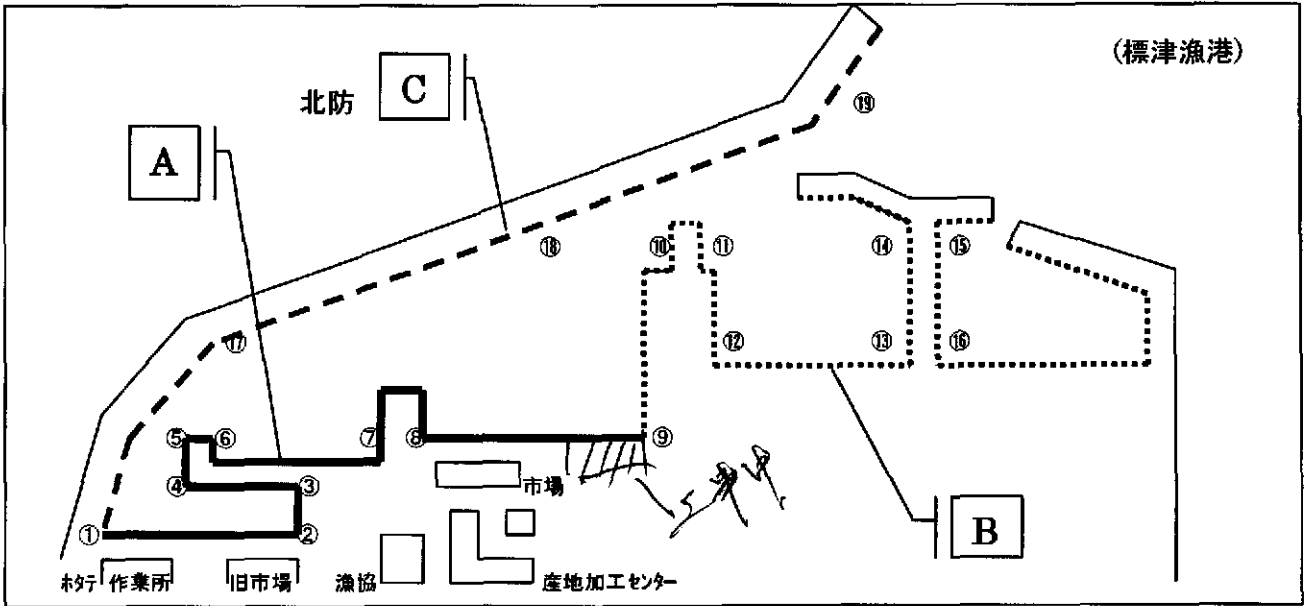 (標津漁港)
C
北防
⑲
A
⑱
⑩
⑪
⑭
⑮
⑰
⑫
⑬
⑯
⑤
⑥
⑦
⑧
⑨
④
③
市場
①
②
B
ホタテ
作業所
旧市場
漁協
産地加工センター